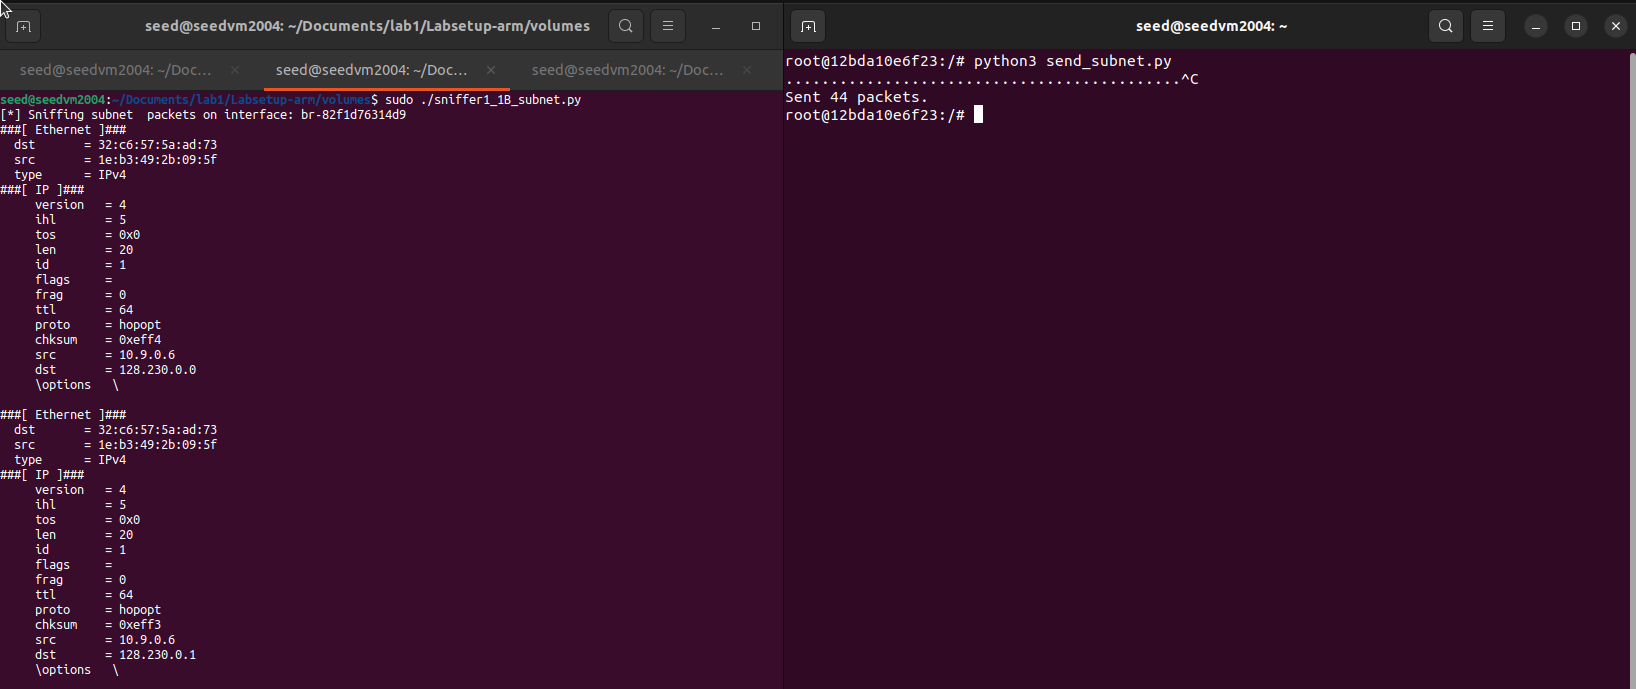 seed@seedvm2004: ~/Documents/lab1/Labsetup-arm/volumes
seed@seedvm2004: ~/Doc... × seed@seedvm2004: ~/Doc... × seed@seedvm2004: ~/Doc... ×
seed@seedvm2004:~/Documents/lab1/Labsetup-arm/volumes$ sudo ./sniffer1_1B_subnet.py
[*] Sniffing subnet  packets on interface: br-82f1d76314d9
###[ Ethernet ]###
  dst       = 32:c6:57:5a:ad:73
  src       = 1e:b3:49:2b:09:5f
  type      = IPv4
###[ IP ]###
     version   = 4
     ihl       = 5
     tos       = 0x0
     len       = 20
     id        = 1
     flags     =
     frag      = 0
     ttl       = 64
     proto     = hopopt
     chksum    = 0xeff4
     src       = 10.9.0.6
     dst       = 128.230.0.0
     \options   \
###[ Ethernet ]###
  dst       = 32:c6:57:5a:ad:73
  src       = 1e:b3:49:2b:09:5f
  type      = IPv4
###[ IP ]###
     version   = 4
     ihl       = 5
     tos       = 0x0
     len       = 20
     id        = 1
     flags     =
     frag      = 0
     ttl       = 64
     proto     = hopopt
     chksum    = 0xeff3
     src       = 10.9.0.6
     dst       = 128.230.0.1
     \options   \
seed@seedvm2004: ~
root@12bda10e6f23:/# python3 send_subnet.py
............................................^C
Sent 44 packets.
root@12bda10e6f23:/#